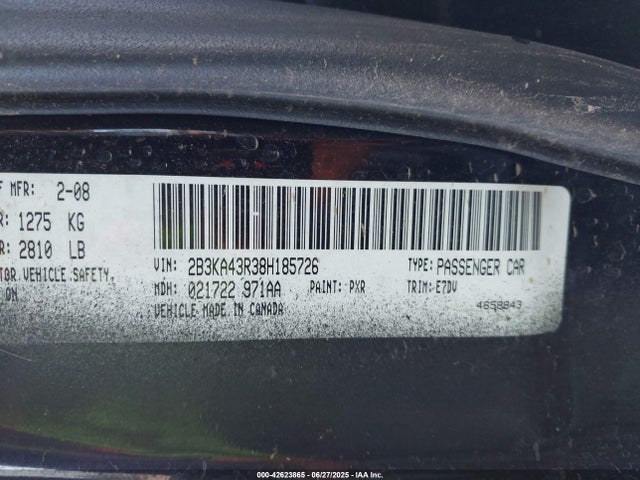 F MFR: 2-08
R: 1275 KG
R: 2810 LB
TOR VEHICLE SAFETY
ON
VIN: 2B3KA43R38H185726 TYPE: PASSENGER CAR
MDH: 021722 971AA PAINT: PXR TRIM: E7DV
VEHICLE MADE IN CANADA 4658843
000-42623865 | 06/27/2025 | IAA Inc.